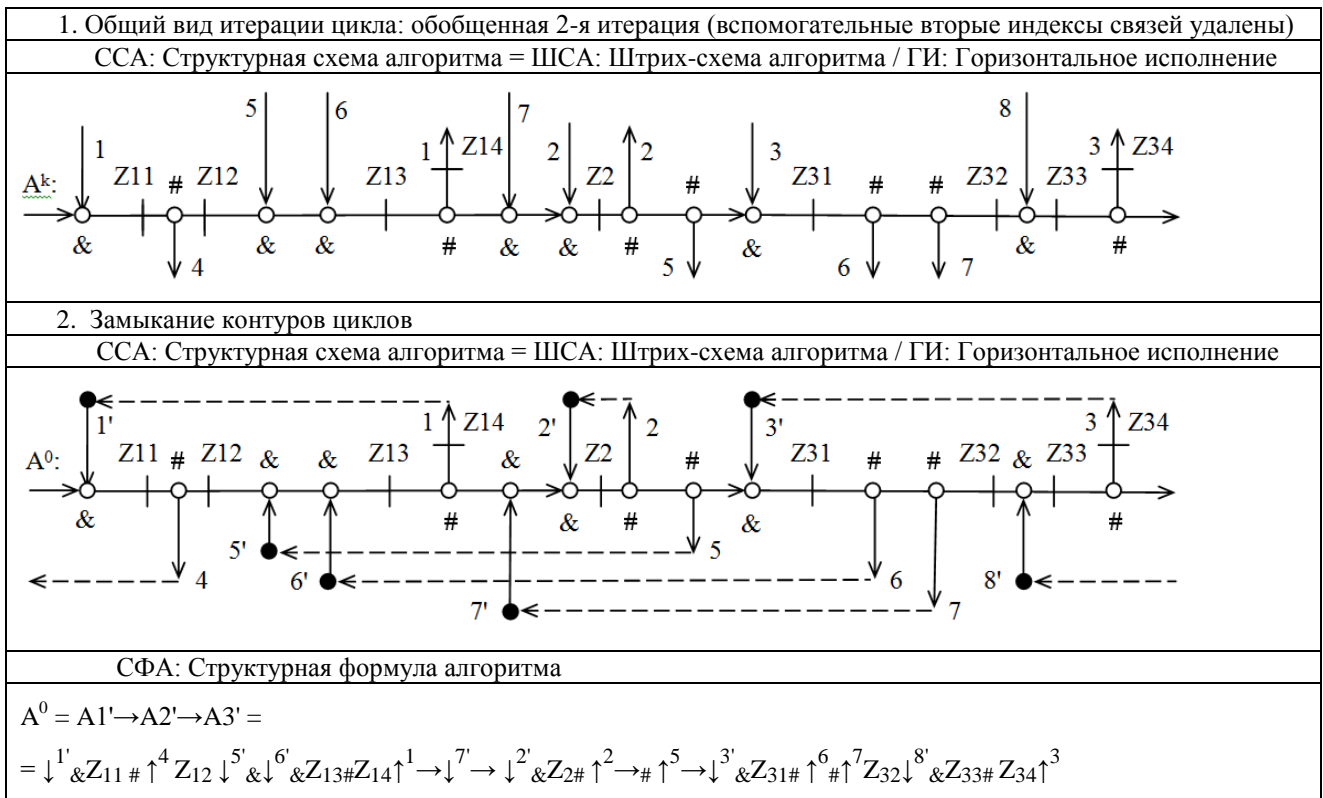 1. Общий вид итерации цикла: обобщенная 2-я итерация (вспомогательные вторые индексы связей удалены)
ССА: Структурная схема алгоритма = ШСА: Штрих-схема алгоритма / ГИ: Горизонтальное исполнение
5 6 7 8
1 1 Z14 2 2 3 3 Z34
Aᵏ: Z11 # Z12 Z13 Z2 # Z31 # # Z32 Z33
& & & # & & # & & #
4 5 6 7
2. Замыкание контуров циклов
ССА: Структурная схема алгоритма = ШСА: Штрих-схема алгоритма / ГИ: Горизонтальное исполнение
1' 1 Z14 2' 2 3' 3 Z34
A⁰: Z11 # Z12 & & Z13 & Z2 # Z31 # # Z32 & Z33
& # & # & #
5' 5
4 6' 6 8'
7' 7
СФА: Структурная формула алгоритма
A⁰ = A1'→A2'→A3' =
= ↓¹'&Z₁₁ # ↑⁴ Z₁₂ ↓⁵'&↓⁶'&Z₁₃#Z₁₄↑¹→↓⁷'→ ↓²'&Z₂# ↑²→# ↑⁵→↓³'&Z₃₁# ↑⁶#↑⁷Z₃₂↓⁸'&Z₃₃# Z₃₄↑³